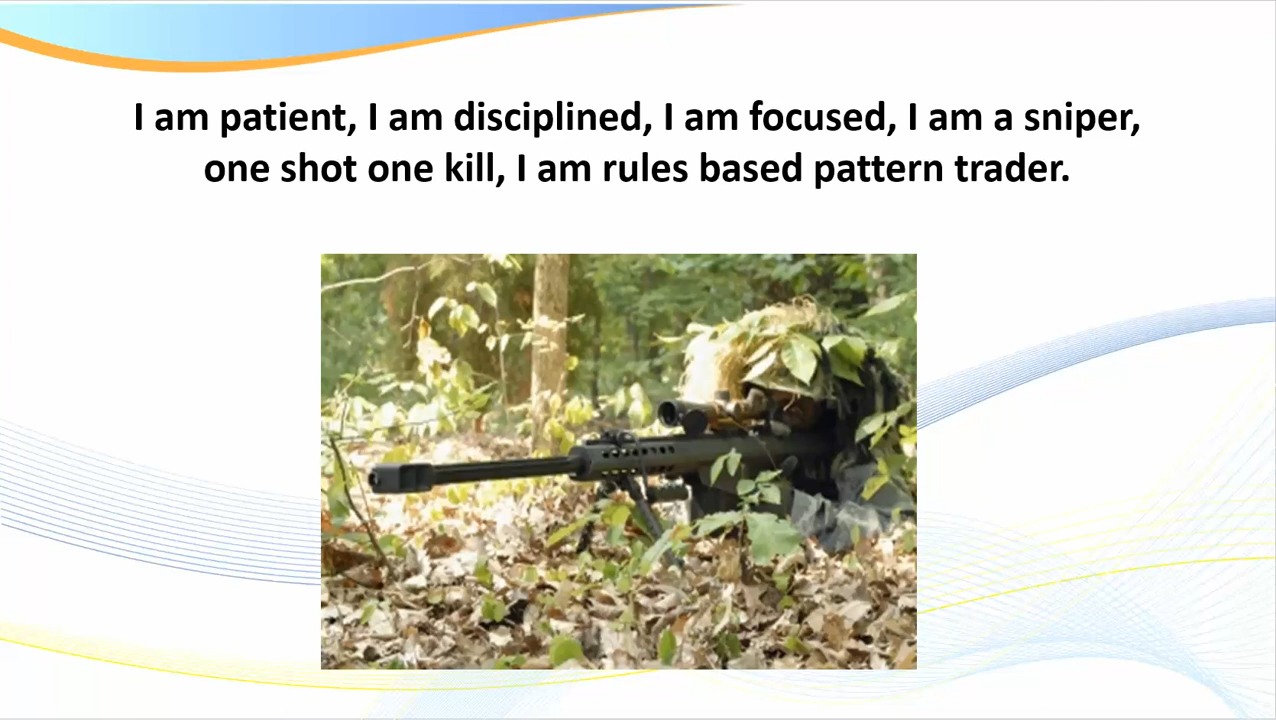 I am patient, I am disciplined, I am focused, I am a sniper,
one shot one kill, I am rules based pattern trader.